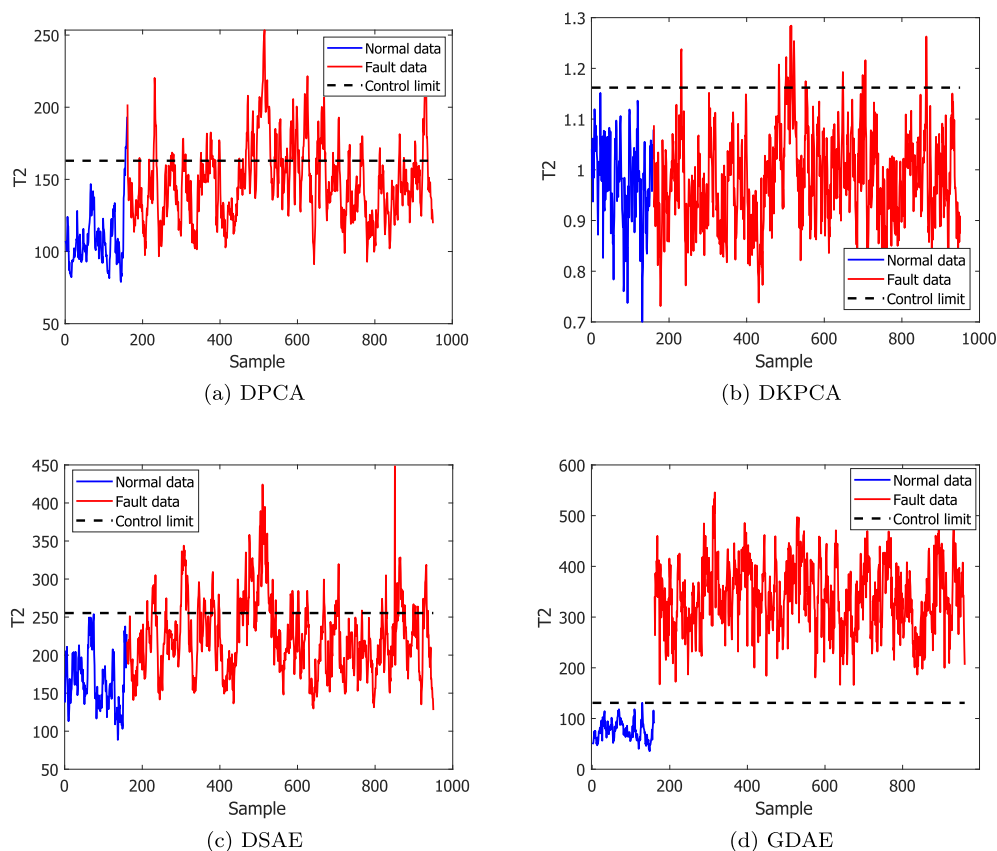 250
200
150
100
50
T2
0
200
400
600
800
1000
Sample
Normal data
Fault data
Control limit
(a) DPCA
1.3
1.2
1.1
1
0.9
0.8
0.7
T2
0
200
400
600
800
1000
Sample
Normal data
Fault data
Control limit
(b) DKPCA
450
350
250
200
150
50
T2
0
200
400
600
800
1000
Sample
Normal data
Fault data
Control limit
(c) DSAE
600
500
400
300
200
100
0
T2
0
200
400
600
800
Sample
Normal data
Fault data
Control limit
(d) GDAE